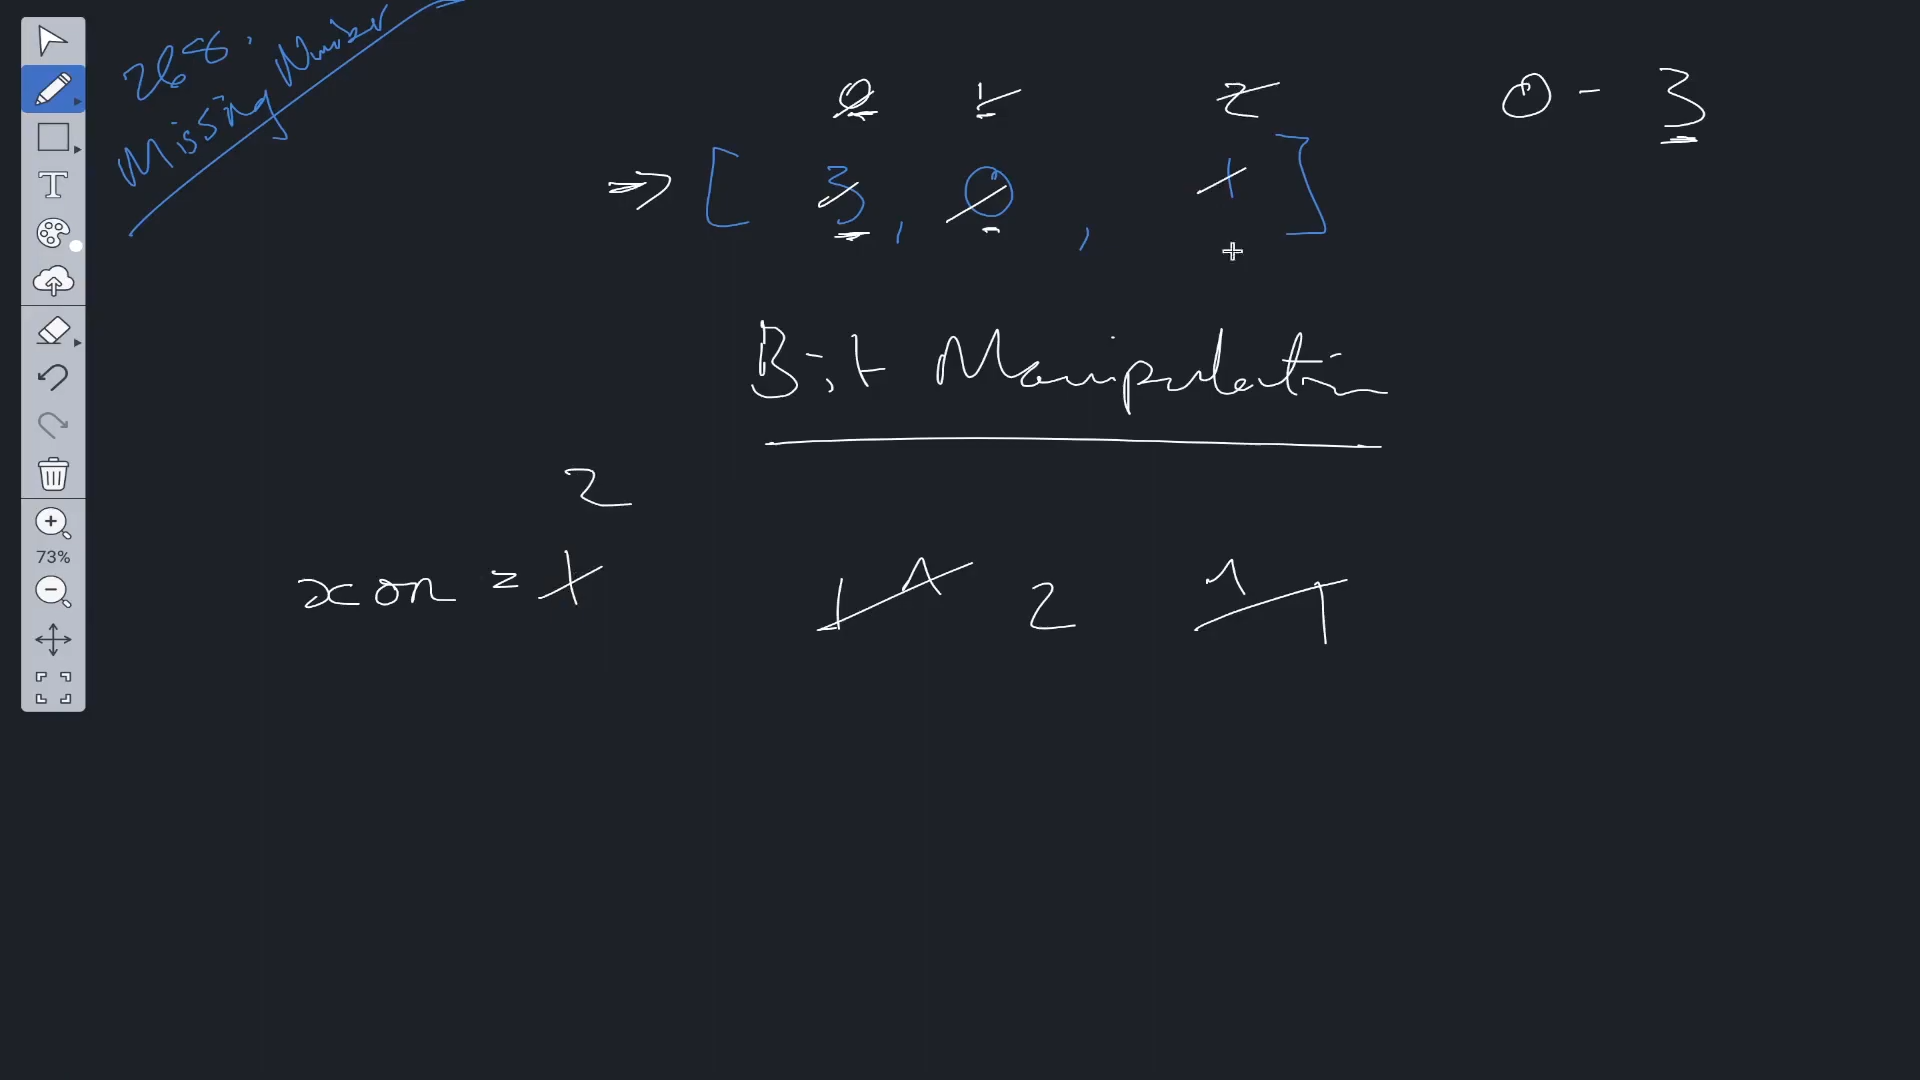 268.
Missing Number
0 1 2 0 - 3
=> [ 3, 0, 1 ]
Bit Manipulation
2
xor = 1 1 ^ 2 ^ 1
73%